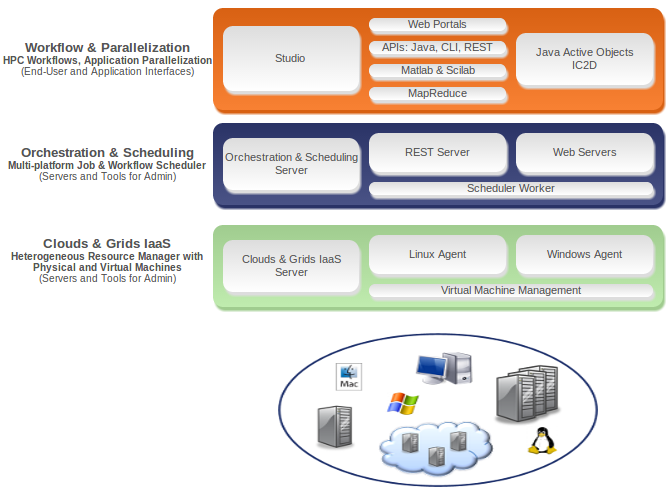 Workflow & Parallelization
HPC Workflows, Application Parallelization
(End-User and Application Interfaces)
Studio
Web Portals
APIs: Java, CLI, REST
Matlab & Scilab
MapReduce
Java Active Objects
IC2D
Orchestration & Scheduling
Multi-platform Job & Workflow Scheduler
(Servers and Tools for Admin)
Orchestration & Scheduling
Server
REST Server
Web Servers
Scheduler Worker
Clouds & Grids IaaS
Heterogeneous Resource Manager with
Physical and Virtual Machines
(Servers and Tools for Admin)
Clouds & Grids IaaS
Server
Linux Agent
Windows Agent
Virtual Machine Management
Mac